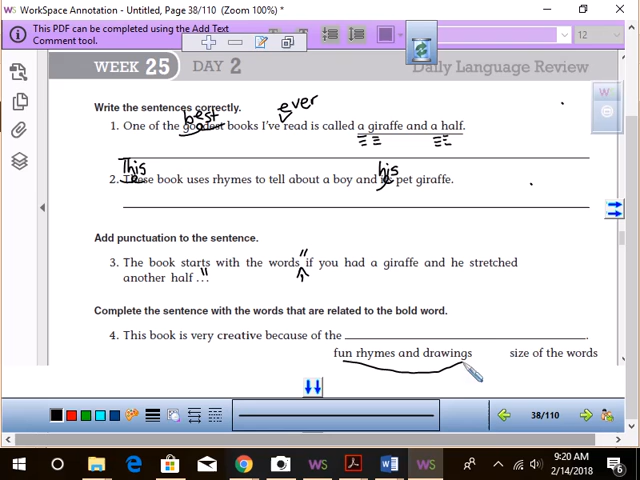 WorkSpace Annotation - Untitled, Page 38/110 (Zoom 100%) *
This PDF can be completed using the Add Text
Comment tool.
12
WEEK 25 DAY 2 Daily Language Review
Write the sentences correctly.
best ever
1. One of the goodest books I've read is called a giraffe and a half.
This his
2. These book uses rhymes to tell about a boy and its pet giraffe.
Add punctuation to the sentence.
3. The book starts with the words " if you had a giraffe and he stretched
another half ... "
Complete the sentence with the words that are related to the bold word.
4. This book is very creative because of the ____________________.
fun rhymes and drawings size of the words
38/110
9:20 AM
2/14/2018
6